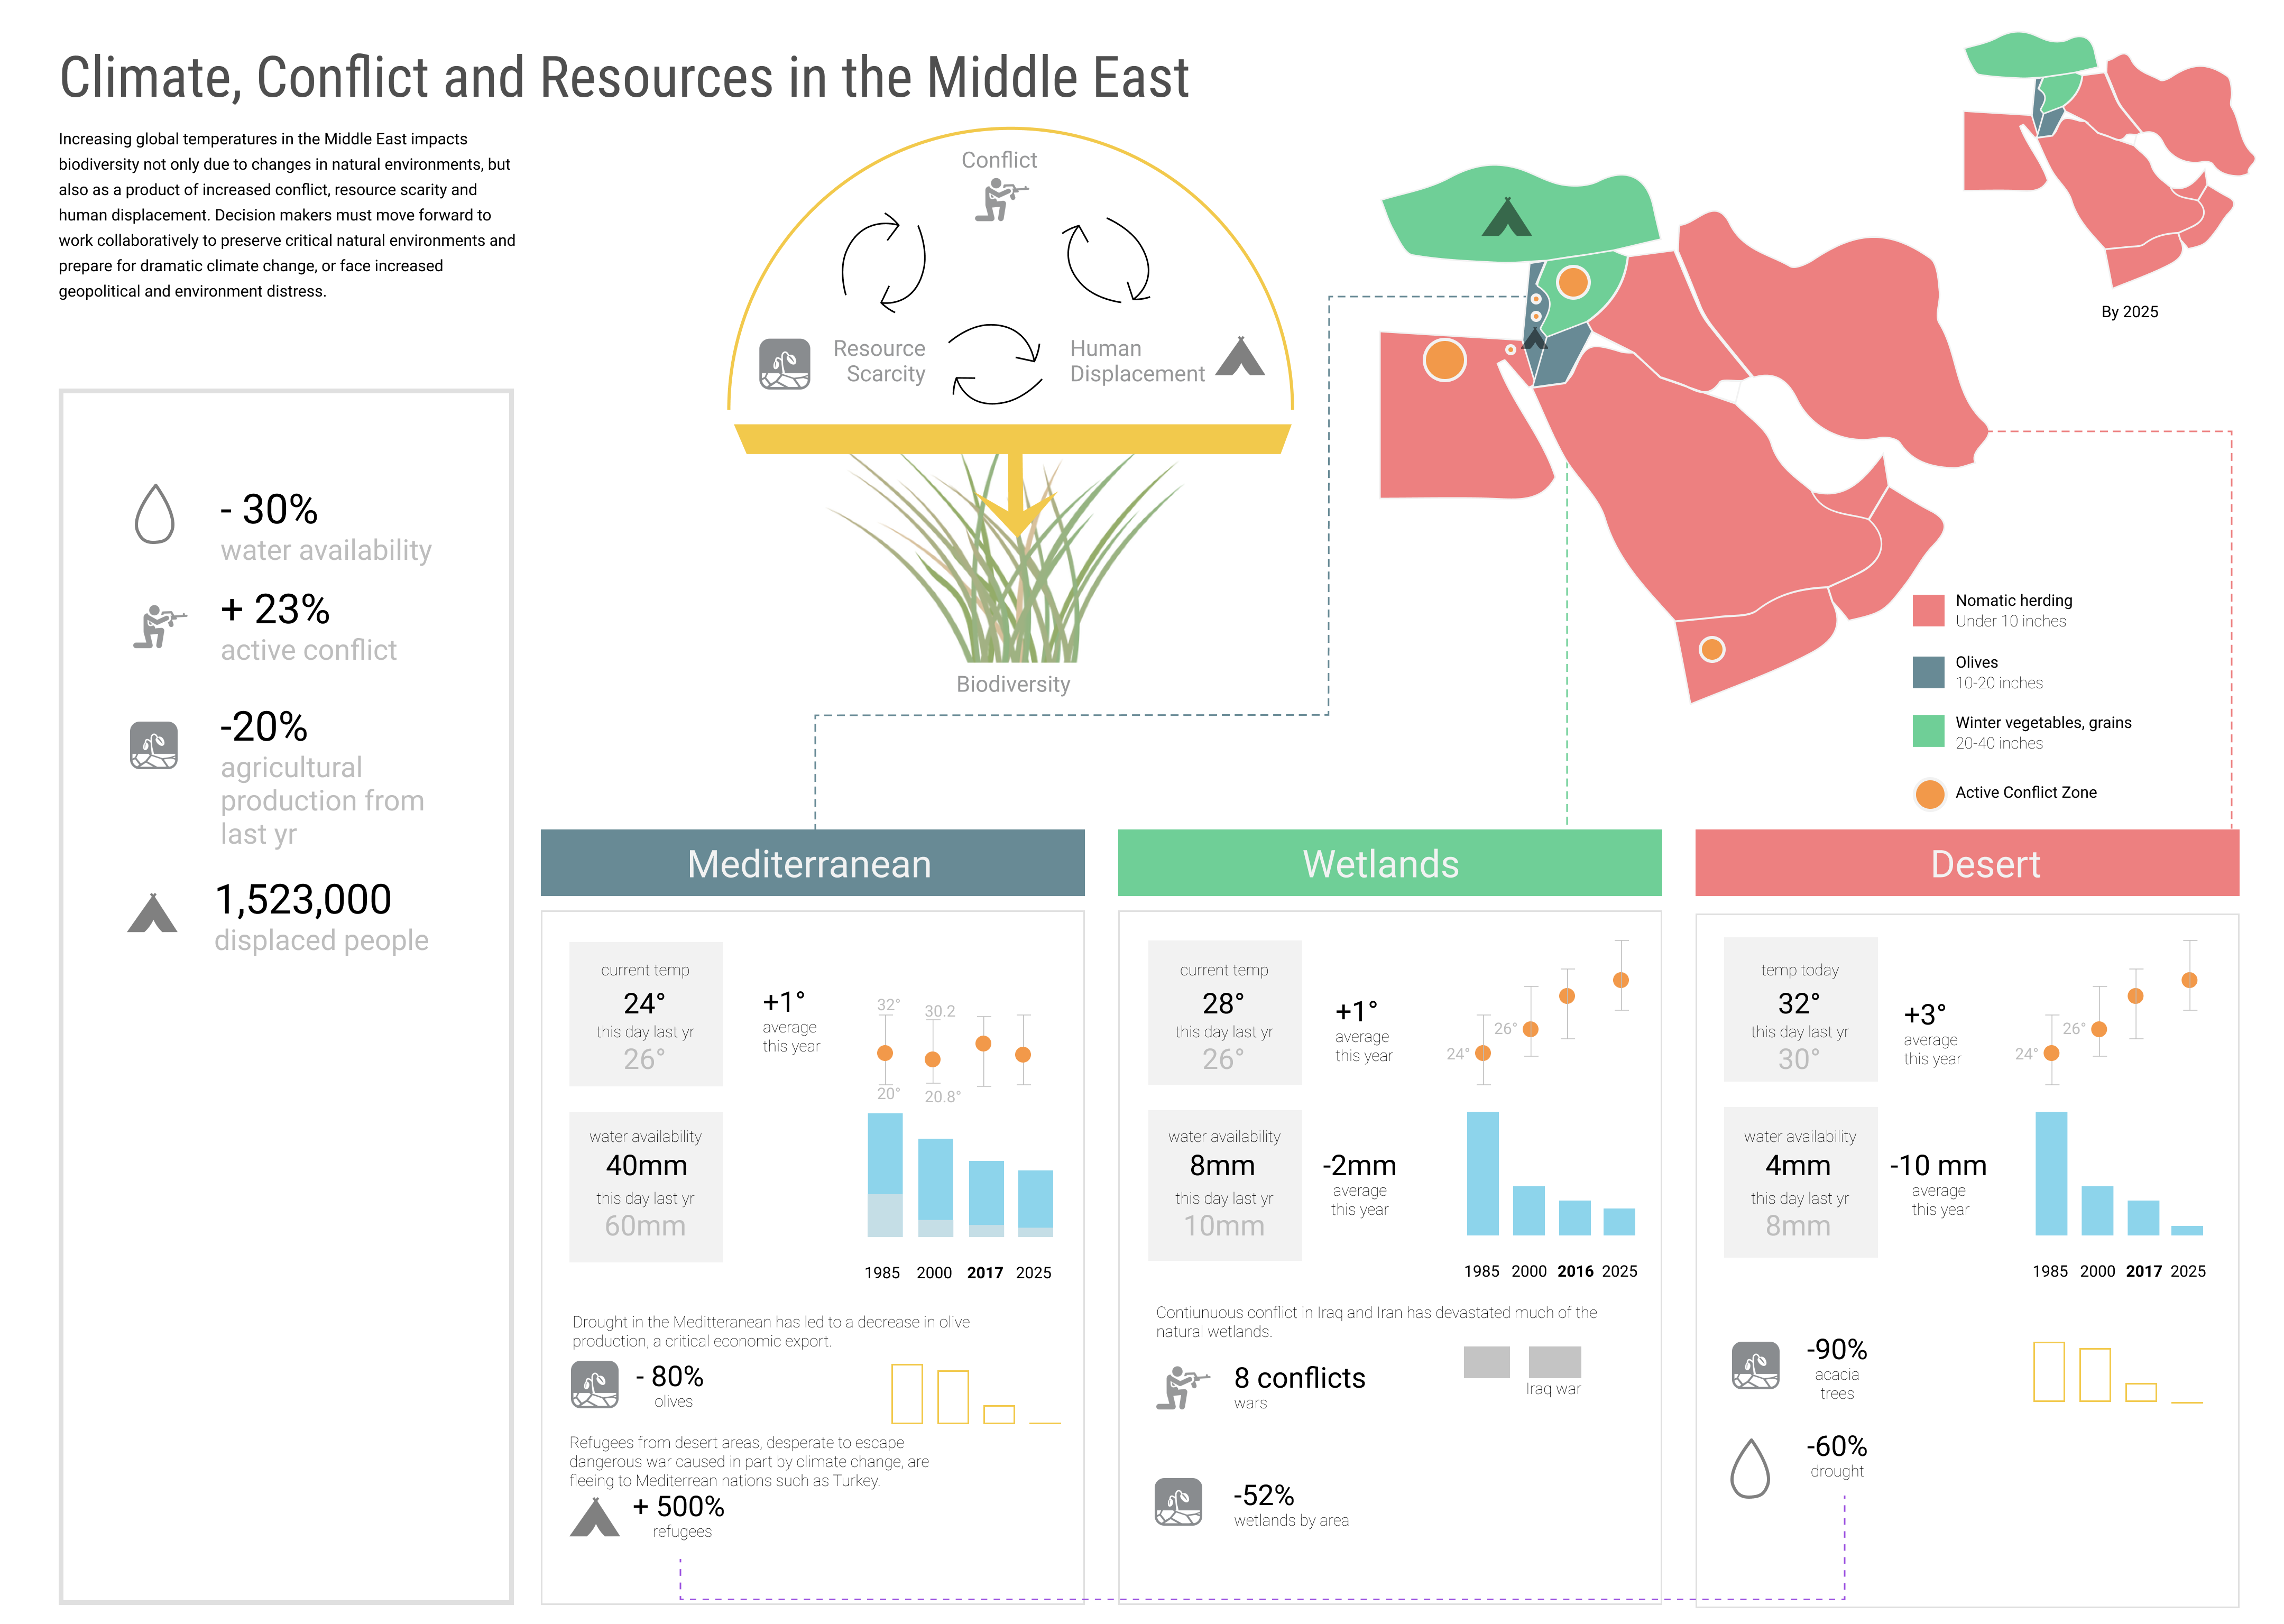 Climate, Conflict and Resources in the Middle East
Increasing global temperatures in the Middle East impacts
biodiversity not only due to changes in natural environments, but
also as a product of increased conflict, resource scarity and
human displacement. Decision makers must move forward to
work collaboratively to preserve critical natural environments and
prepare for dramatic climate change, or face increased
geopolitical and environment distress.
- 30%
water availability
+ 23%
active conflict
-20%
agricultural
production from
last yr
1,523,000
displaced people
Conflict
Resource
Scarcity
Human
Displacement
Biodiversity
By 2025
Nomatic herding
Under 10 inches
Olives
10-20 inches
Winter vegetables, grains
20-40 inches
Active Conflict Zone
Mediterranean
current temp
24°
this day last yr
26°
+1°
average
this year
32°
30.2
20°
20.8°
water availability
40mm
this day last yr
60mm
1985 2000 2017 2025
Drought in the Meditteranean has led to a decrease in olive
production, a critical economic export.
- 80%
olives
Refugees from desert areas, desperate to escape
dangerous war caused in part by climate change, are
fleeing to Mediterrean nations such as Turkey.
+ 500%
refugees
Wetlands
current temp
28°
this day last yr
26°
+1°
average
this year
24°
26°
water availability
8mm
this day last yr
10mm
-2mm
average
this year
1985 2000 2016 2025
Contiunuous conflict in Iraq and Iran has devastated much of the
natural wetlands.
8 conflicts
wars
Iraq war
-52%
wetlands by area
Desert
temp today
32°
this day last yr
30°
+3°
average
this year
24°
26°
water availability
4mm
this day last yr
8mm
-10 mm
average
this year
1985 2000 2017 2025
-90%
acacia
trees
-60%
drought